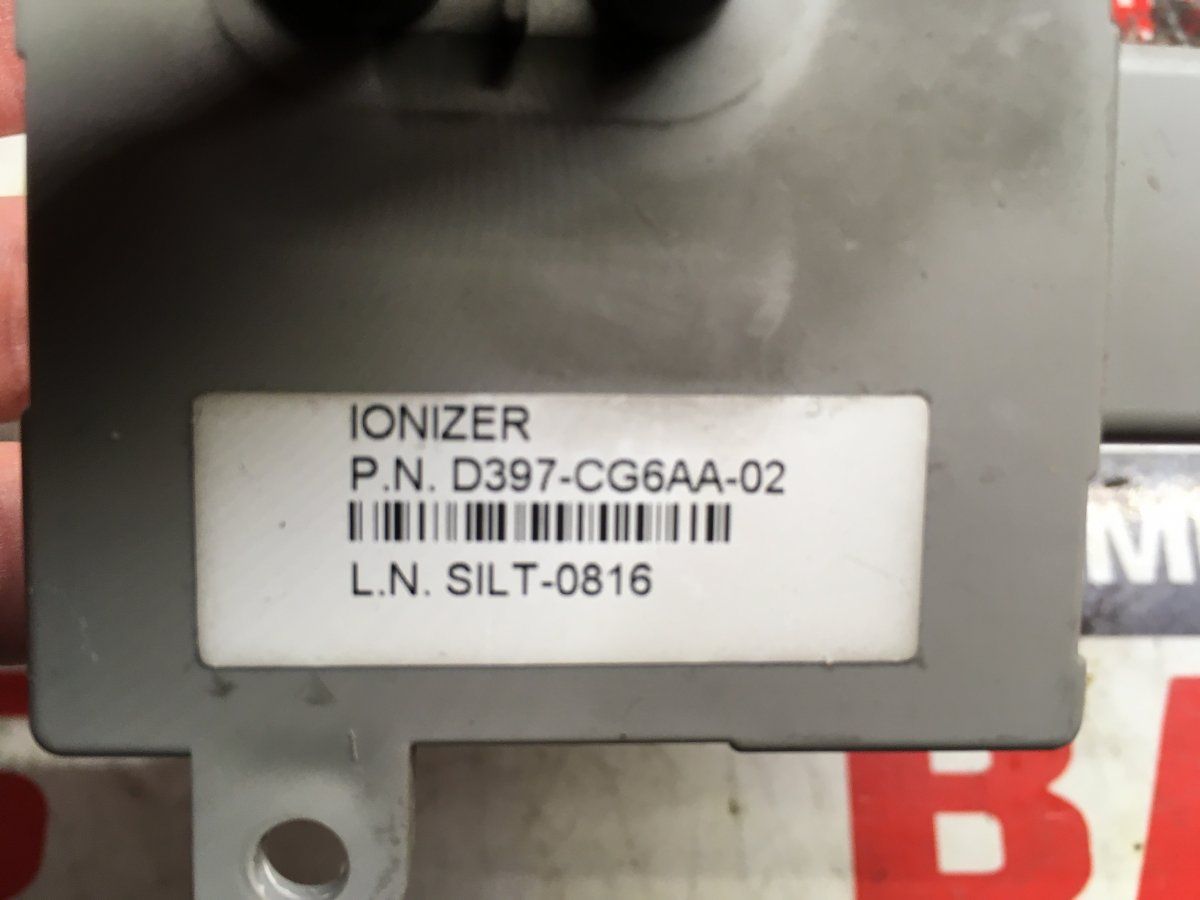 IONIZER
P.N. D397-CG6AA-02
L.N. SILT-0816
M
B